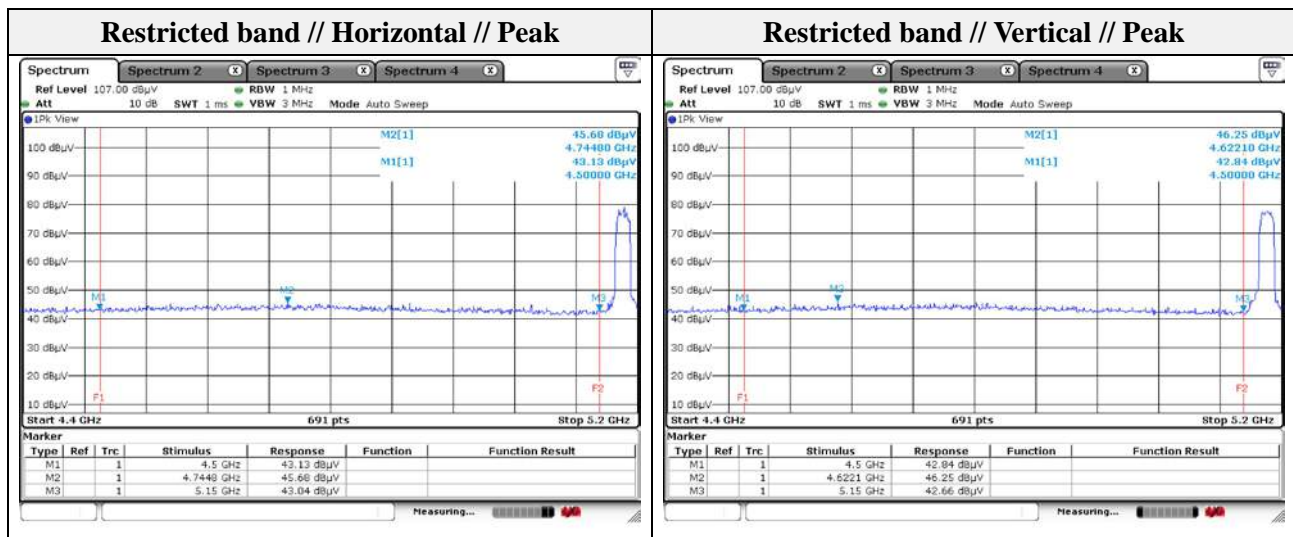 Restricted band // Horizontal // Peak
Spectrum Spectrum 2 X Spectrum 3 X Spectrum 4 X
Ref Level 107.00 dBµV RBW 1 MHz
Att 10 dB SWT 1 ms VBW 3 MHz Mode Auto Sweep
1Pk View
M2[1] 45.68 dBµV
4.74480 GHz
M1[1] 43.13 dBµV
4.50000 GHz
100 dBµV
90 dBµV
80 dBµV
70 dBµV
60 dBµV
50 dBµV
M1 M2 M3
40 dBµV
30 dBµV
20 dBµV
F1 F2
10 dBµV
Start 4.4 GHz 691 pts Stop 5.2 GHz
Marker
Type Ref Trc Stimulus Response Function Function Result
M1 1 4.5 GHz 43.13 dBµV
M2 1 4.7448 GHz 45.68 dBµV
M3 1 5.15 GHz 43.04 dBµV
Measuring...
Restricted band // Vertical // Peak
Spectrum Spectrum 2 X Spectrum 3 X Spectrum 4 X
Ref Level 107.00 dBµV RBW 1 MHz
Att 10 dB SWT 1 ms VBW 3 MHz Mode Auto Sweep
1Pk View
M2[1] 46.25 dBµV
4.62210 GHz
M1[1] 42.84 dBµV
4.50000 GHz
100 dBµV
90 dBµV
80 dBµV
70 dBµV
60 dBµV
50 dBµV
M1 M2 M3
40 dBµV
30 dBµV
20 dBµV
F1 F2
10 dBµV
Start 4.4 GHz 691 pts Stop 5.2 GHz
Marker
Type Ref Trc Stimulus Response Function Function Result
M1 1 4.5 GHz 42.84 dBµV
M2 1 4.6221 GHz 46.25 dBµV
M3 1 5.15 GHz 42.66 dBµV
Measuring...